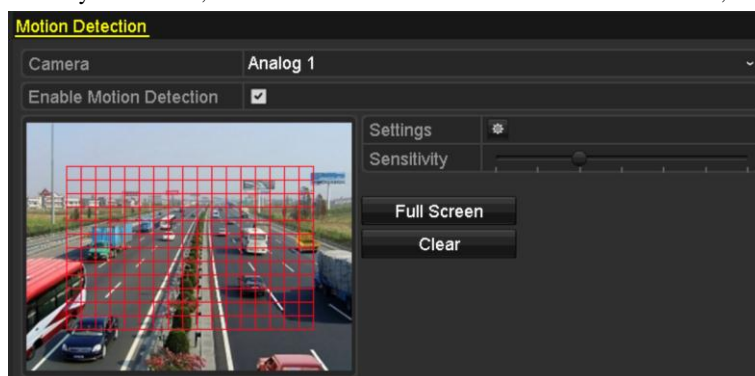 Motion Detection
Camera Analog 1
Enable Motion Detection
Settings
Sensitivity
Full Screen
Clear